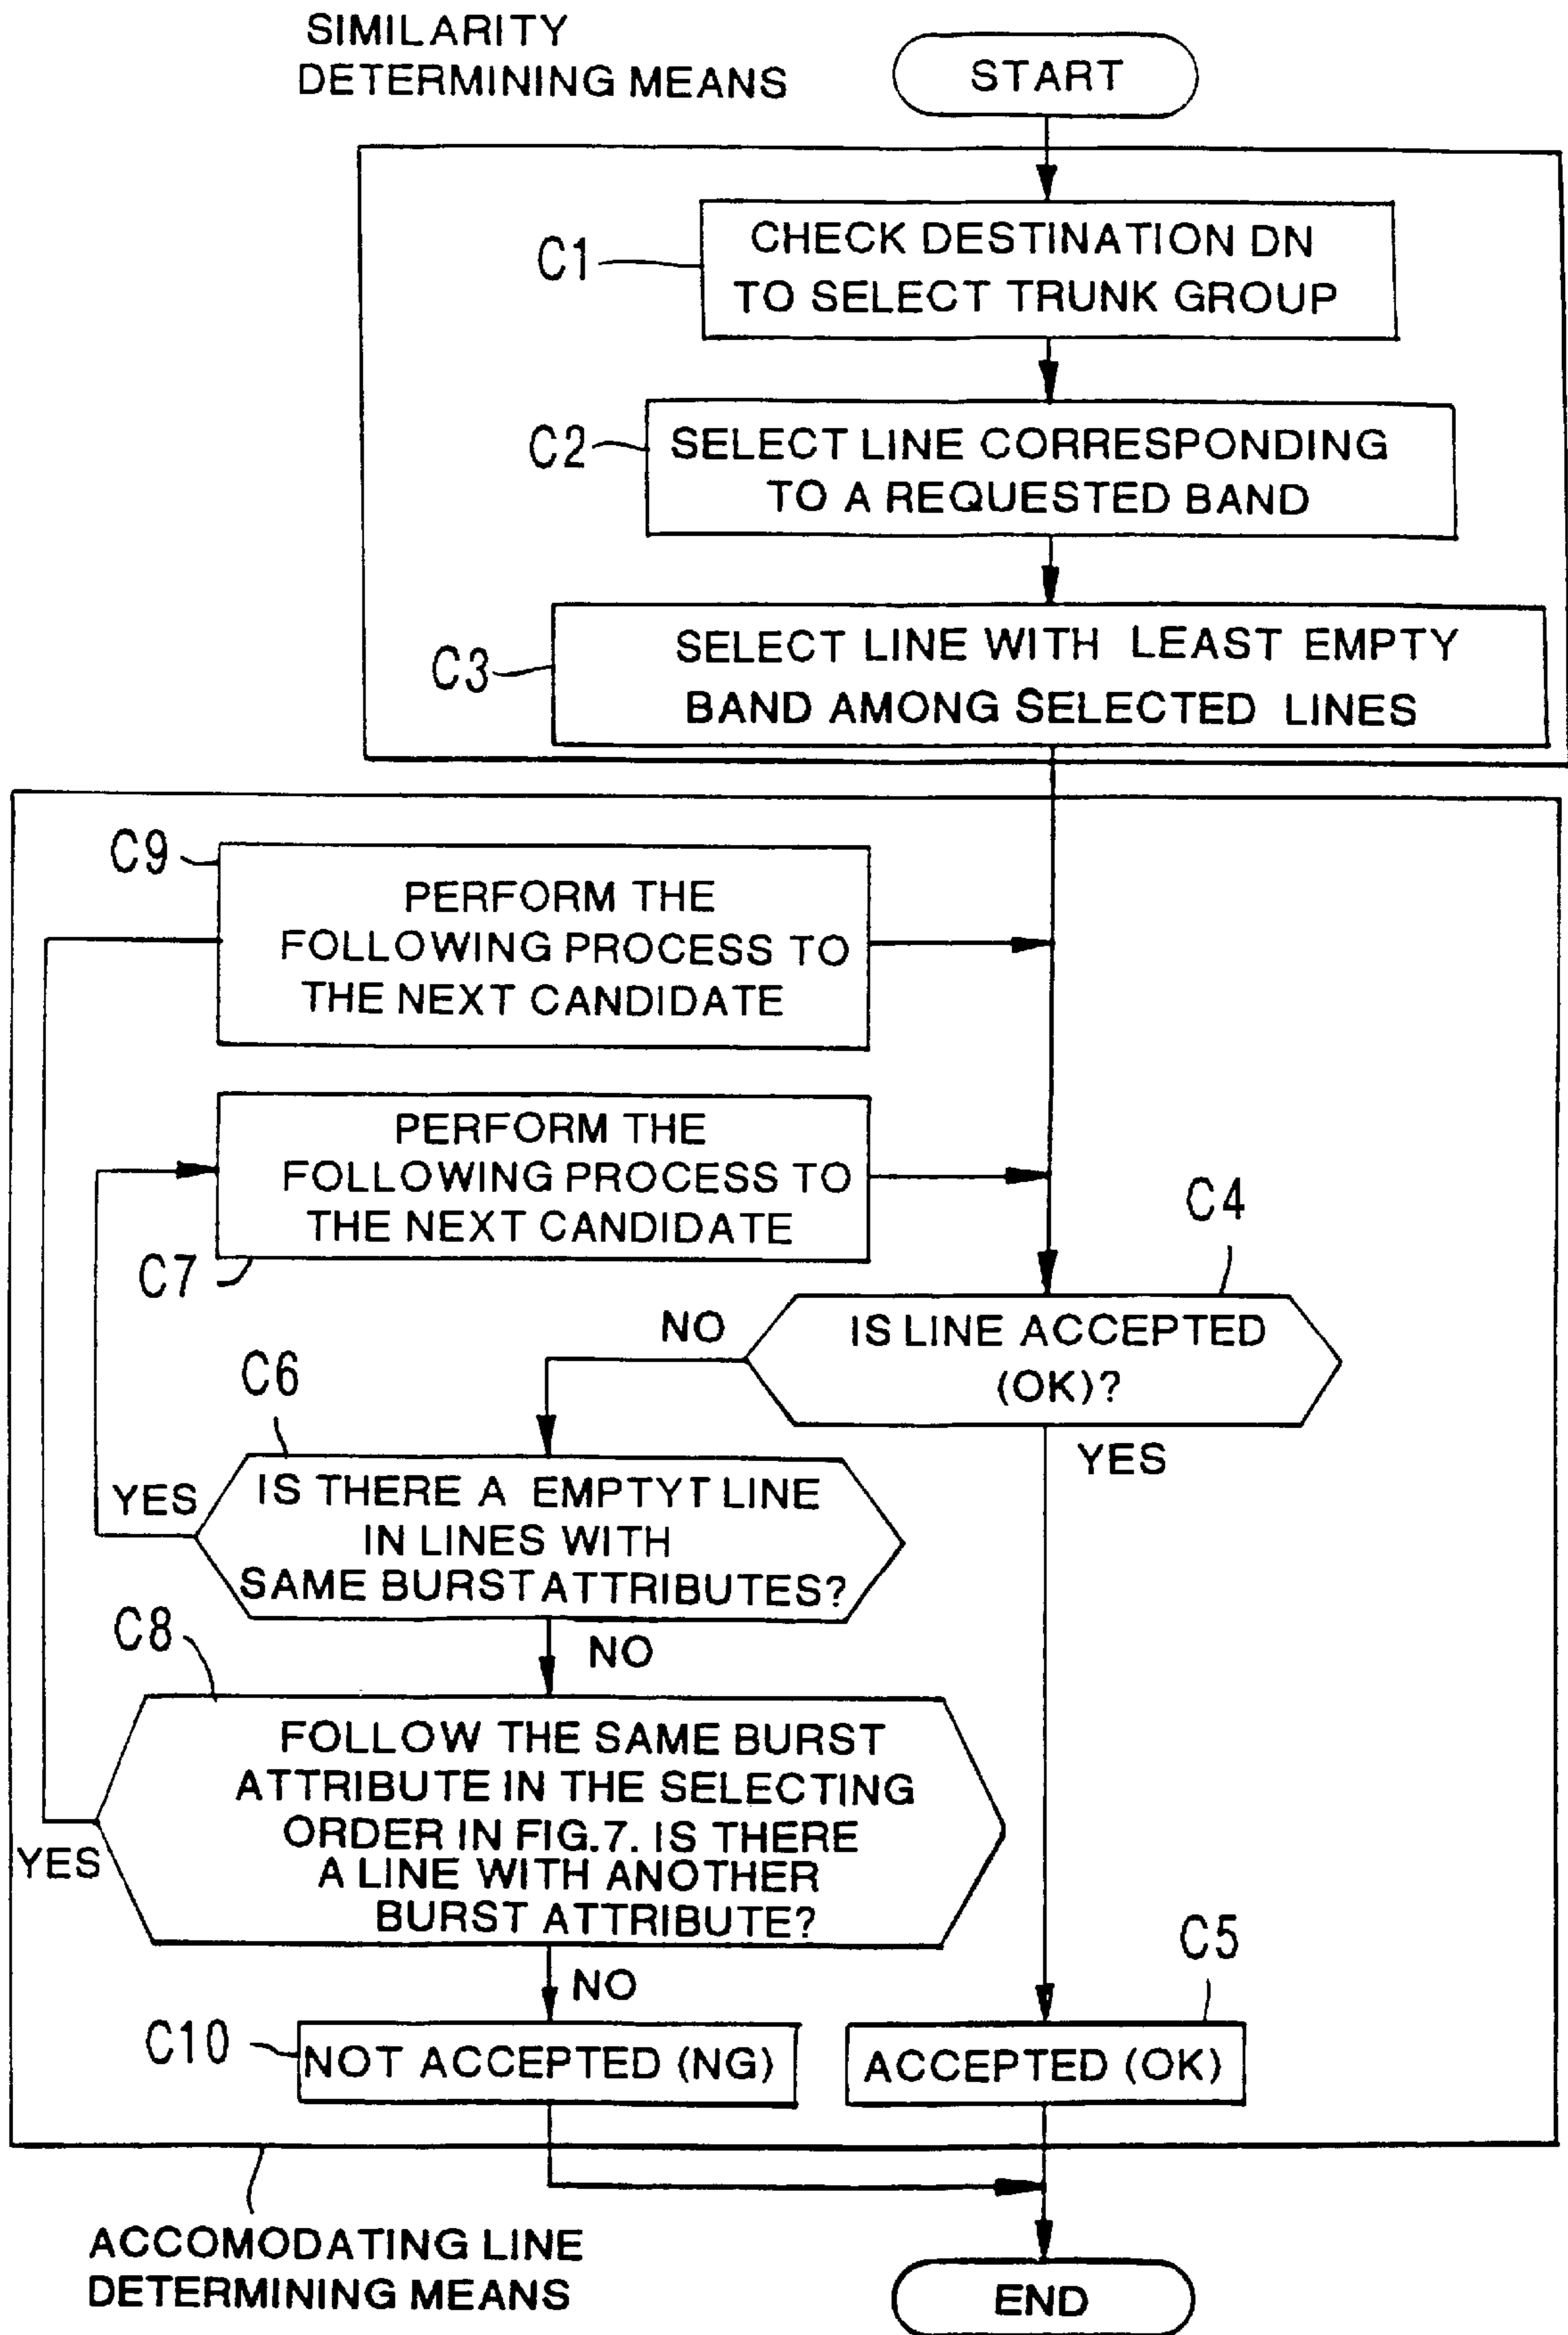 SIMILARITY
DETERMINING MEANS
START
C1
CHECK DESTINATION DN
TO SELECT TRUNK GROUP
C2
SELECT LINE CORRESPONDING
TO A REQUESTED BAND
C3
SELECT LINE WITH LEAST EMPTY
BAND AMONG SELECTED LINES
C9
PERFORM THE
FOLLOWING PROCESS TO
THE NEXT CANDIDATE
PERFORM THE
FOLLOWING PROCESS TO
THE NEXT CANDIDATE
C7
C4
NO
IS LINE ACCEPTED
(OK)?
YES
C6
YES
IS THERE A EMPTYT LINE
IN LINES WITH
SAME BURST ATTRIBUTES?
NO
C8
FOLLOW THE SAME BURST
ATTRIBUTE IN THE SELECTING
ORDER IN FIG.7. IS THERE
A LINE WITH ANOTHER
BURST ATTRIBUTE?
YES
NO
C5
C10
NOT ACCEPTED (NG)
ACCEPTED (OK)
ACCOMODATING LINE
DETERMINING MEANS
END